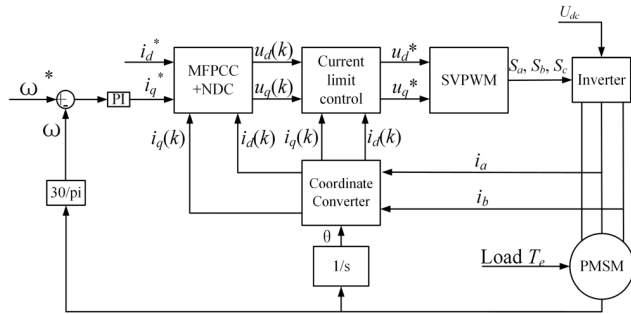 U_dc
i_d^*
MFPCC
+NDC
u_d(k)
u_q(k)
Current
limit
control
u_d*
u_q*
SVPWM
S_a, S_b, S_c
Inverter
ω*
PI
i_q^*
ω
i_q(k)
i_d(k)
i_q(k)
i_d(k)
30/pi
Coordinate
Converter
i_a
i_b
θ
1/s
Load T_e
PMSM